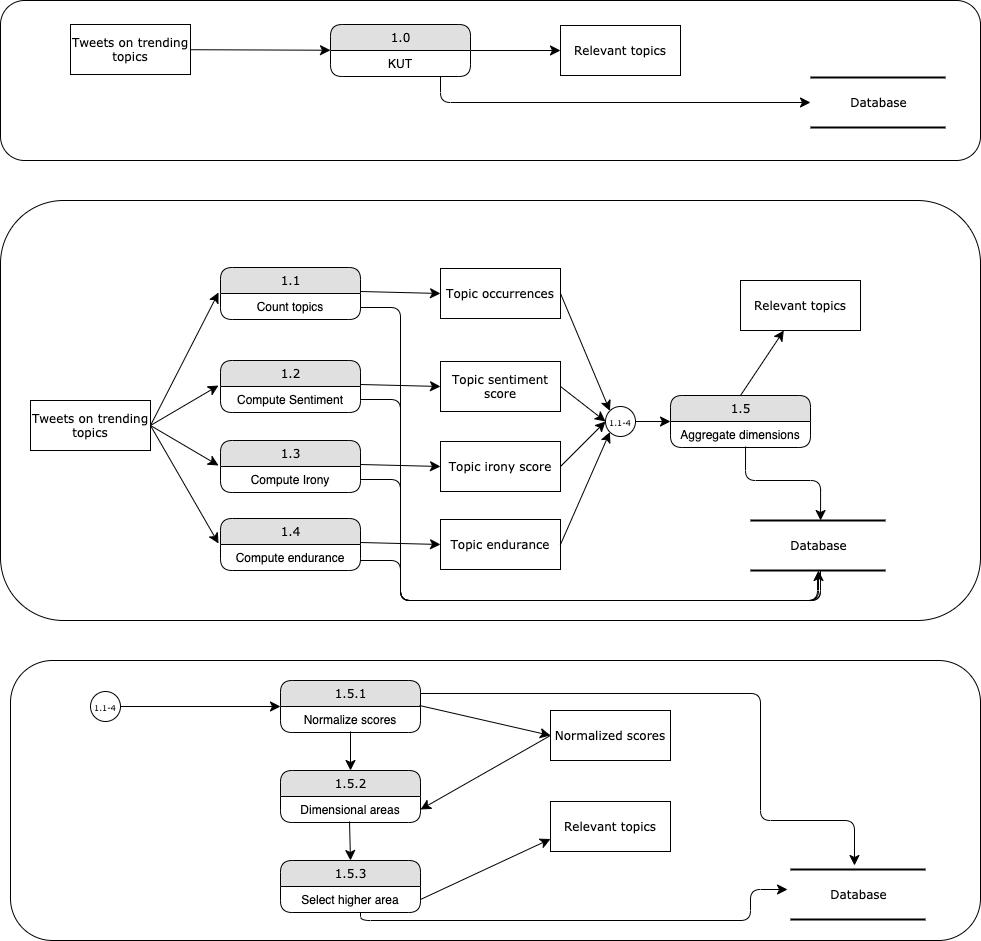 1.0
Tweets on trending
topics
KUT
Relevant topics
Database
1.1
Count topics
Topic occurrences
Relevant topics
1.2
Compute Sentiment
Topic sentiment
score
Tweets on trending
topics
1.1-4
1.5
Aggregate dimensions
1.3
Compute Irony
Topic irony score
1.4
Compute endurance
Topic endurance
Database
1.1-4
1.5.1
Normalize scores
Normalized scores
1.5.2
Dimensional areas
Relevant topics
1.5.3
Select higher area
Database